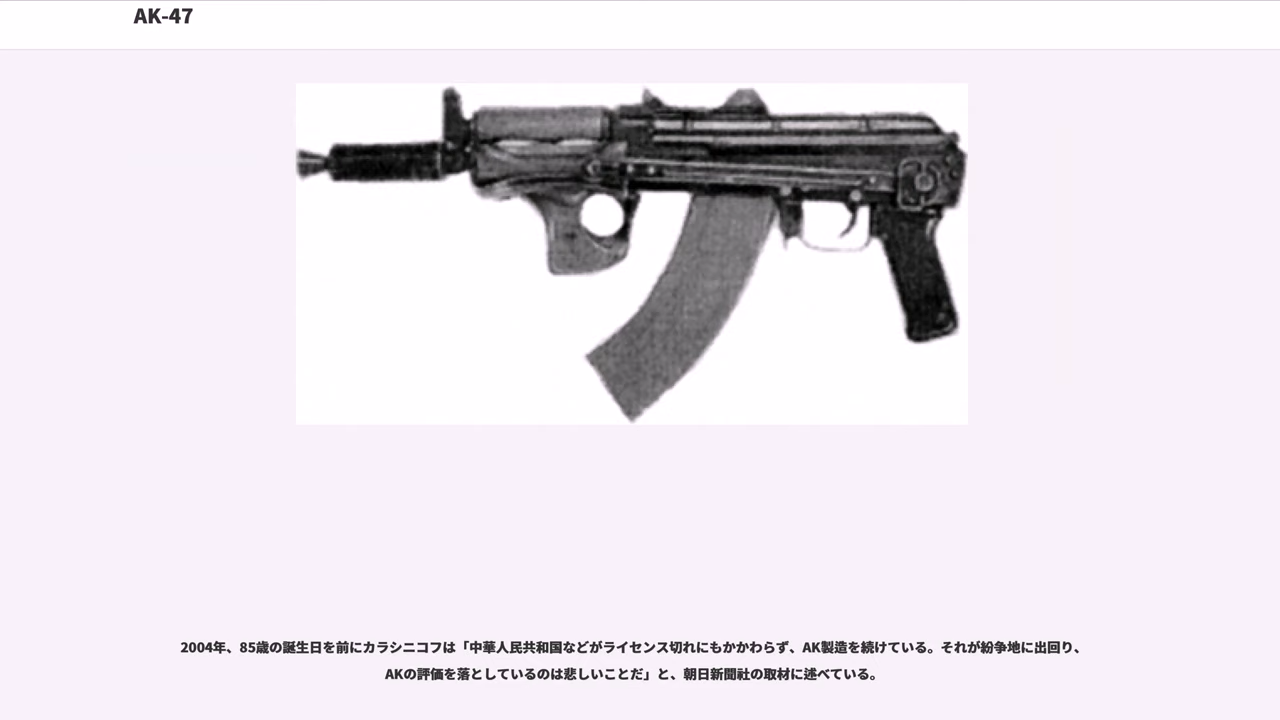 AK-47
2004年、85歳の誕生日を前にカラシニコフは「中華人民共和国などがライセンス切れにもかかわらず、AK製造を続けている。それが紛争地に出回り、
AKの評価を落としているのは悲しいことだ」と、朝日新聞社の取材に述べている。